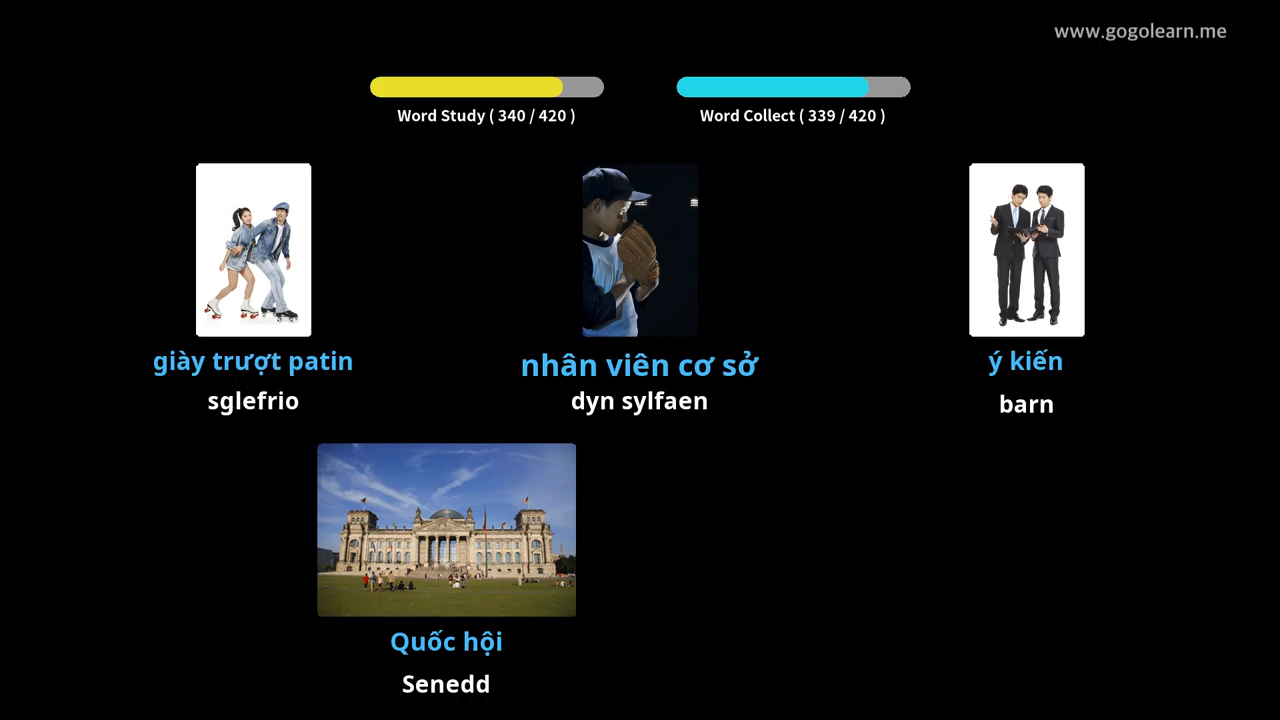 www.gogolearn.me
Word Study ( 340 / 420 )
Word Collect ( 339 / 420 )
giày trượt patin
sglefrio
nhân viên cơ sở
dyn sylfaen
ý kiến
barn
Quốc hội
Senedd